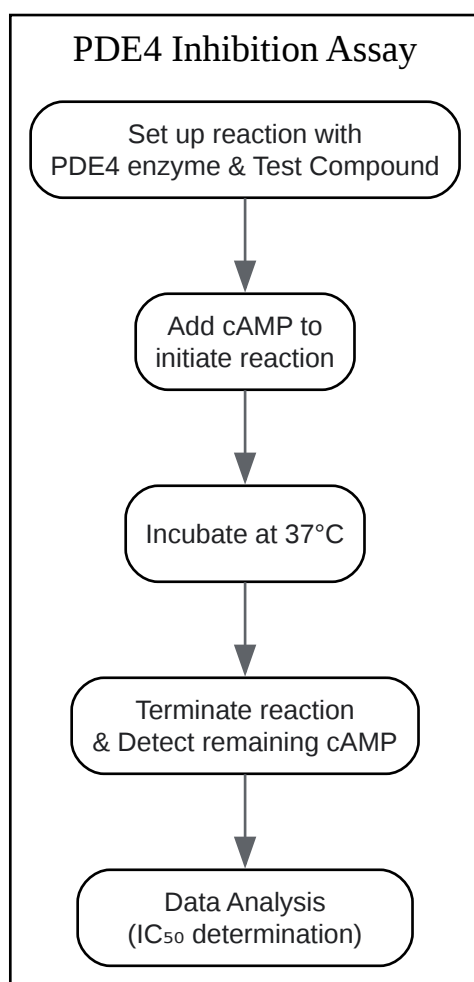 PDE4 Inhibition Assay
Set up reaction with
PDE4 enzyme & Test Compound
Add cAMP to
initiate reaction
Incubate at 37°C
Terminate reaction
& Detect remaining cAMP
Data Analysis
(IC₅₀ determination)